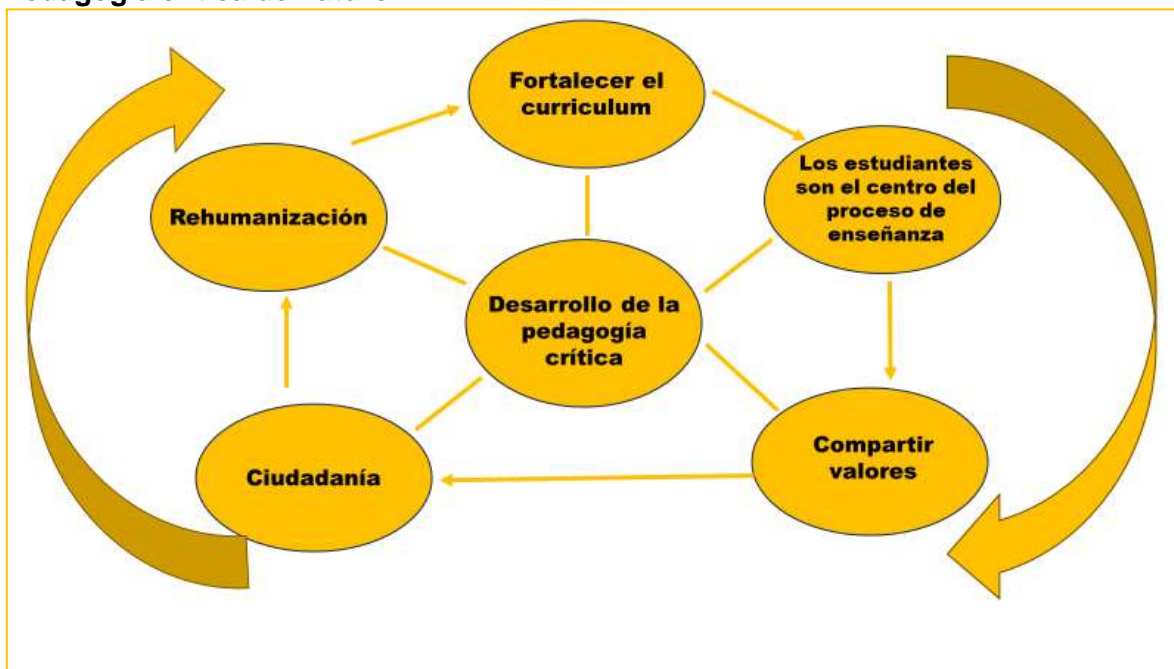 Fortalecer el
curriculum
Los estudiantes
son el centro del
proceso de
enseñanza
Rehumanización
Desarrollo de la
pedagogía
crítica
Compartir
valores
Ciudadanía